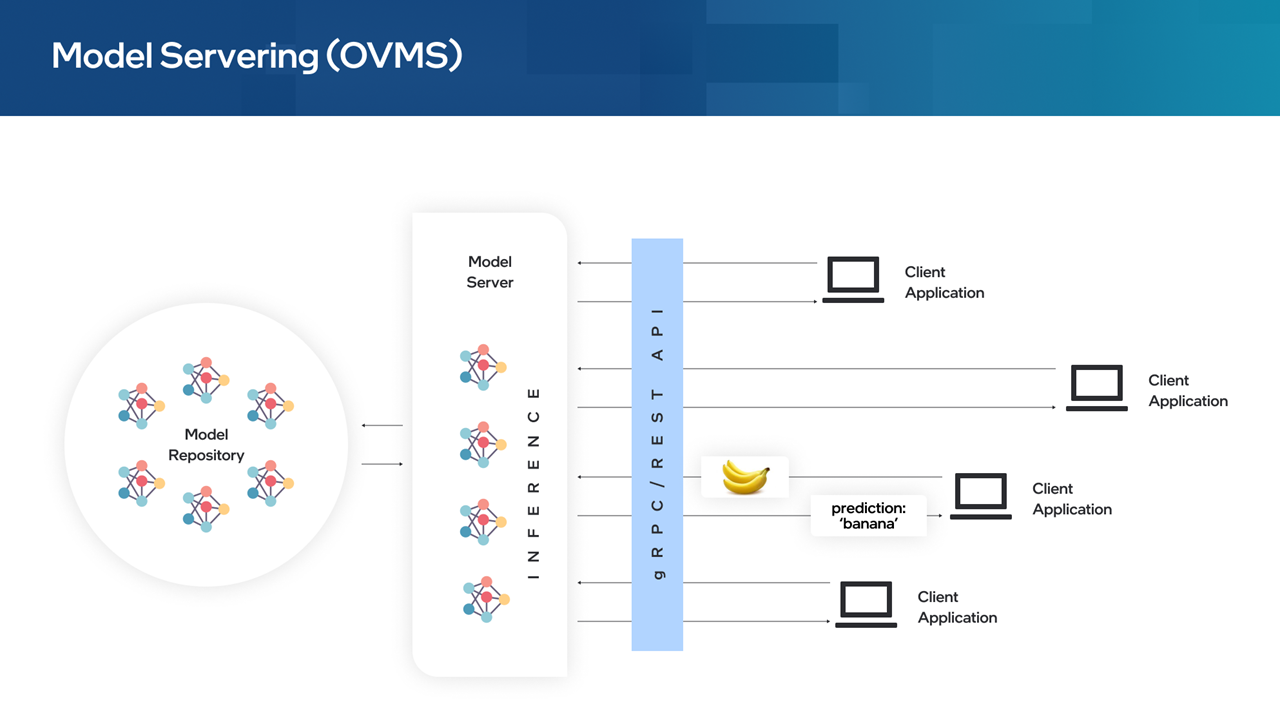 Model Servering (OVMS)
Model
Repository
Model
Server
INFERENCE
gRPC/REST API
Client
Application
Client
Application
prediction:
‘banana’
Client
Application
Client
Application